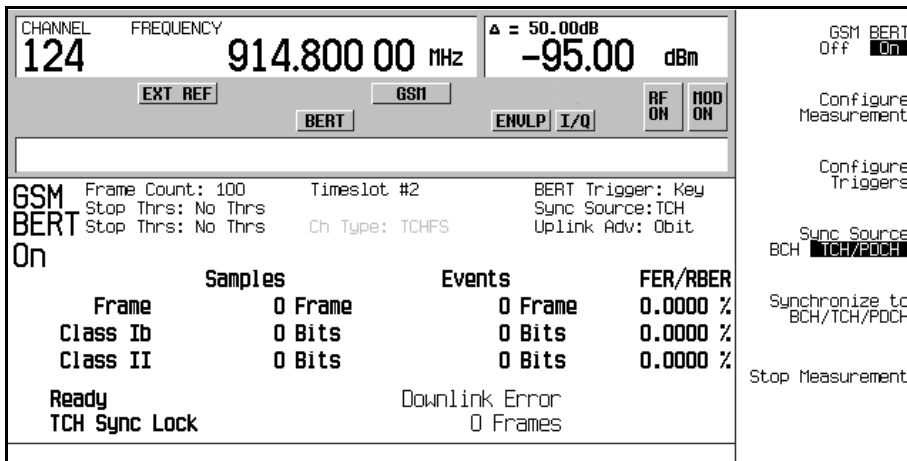 CHANNEL FREQUENCY Δ = 50.00dB
124 914.800 00 MHz -95.00 dBm
EXT REF GSM RF ON MOD ON
BERT ENVLP I/Q
GSM BERT On
Frame Count: 100 Timeslot #2 BERT Trigger: Key
Stop Thrs: No Thrs Sync Source:TCH
Stop Thrs: No Thrs Ch Type: TCHFS Uplink Adv: 0bit
Samples Events FER/RBER
Frame 0 Frame 0 Frame 0.0000 %
Class Ib 0 Bits 0 Bits 0.0000 %
Class II 0 Bits 0 Bits 0.0000 %
Ready Downlink Error
TCH Sync Lock 0 Frames
GSM BERT
Off On
Configure
Measurement
Configure
Triggers
Sync Source
BCH TCH/PDCH
Synchronize to
BCH/TCH/PDCH
Stop Measurement